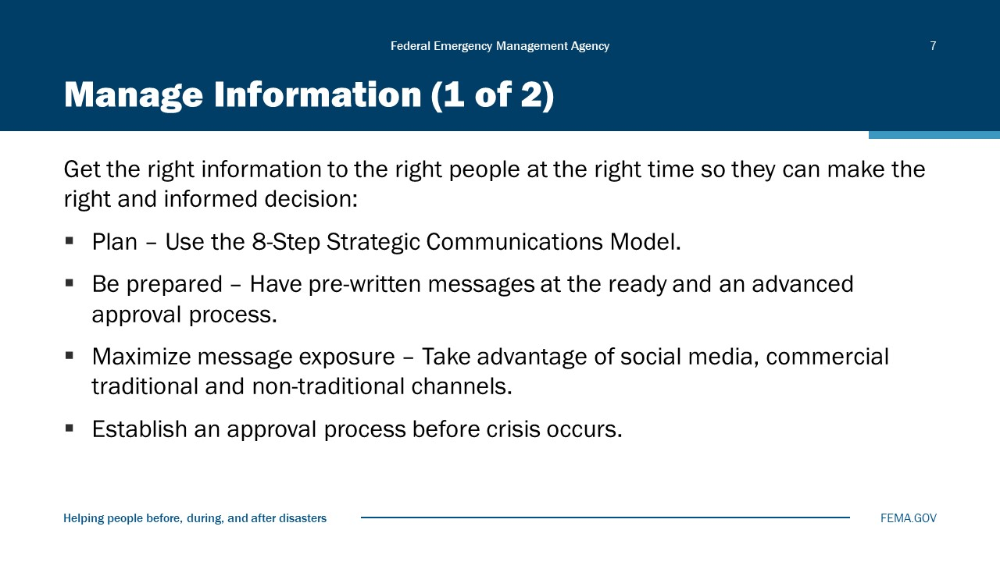 Federal Emergency Management Agency
7
Manage Information (1 of 2)
Get the right information to the right people at the right time so they can make the
right and informed decision:
▪ Plan – Use the 8-Step Strategic Communications Model.
▪ Be prepared – Have pre-written messages at the ready and an advanced
approval process.
▪ Maximize message exposure – Take advantage of social media, commercial
traditional and non-traditional channels.
▪ Establish an approval process before crisis occurs.
Helping people before, during, and after disasters
FEMA.GOV